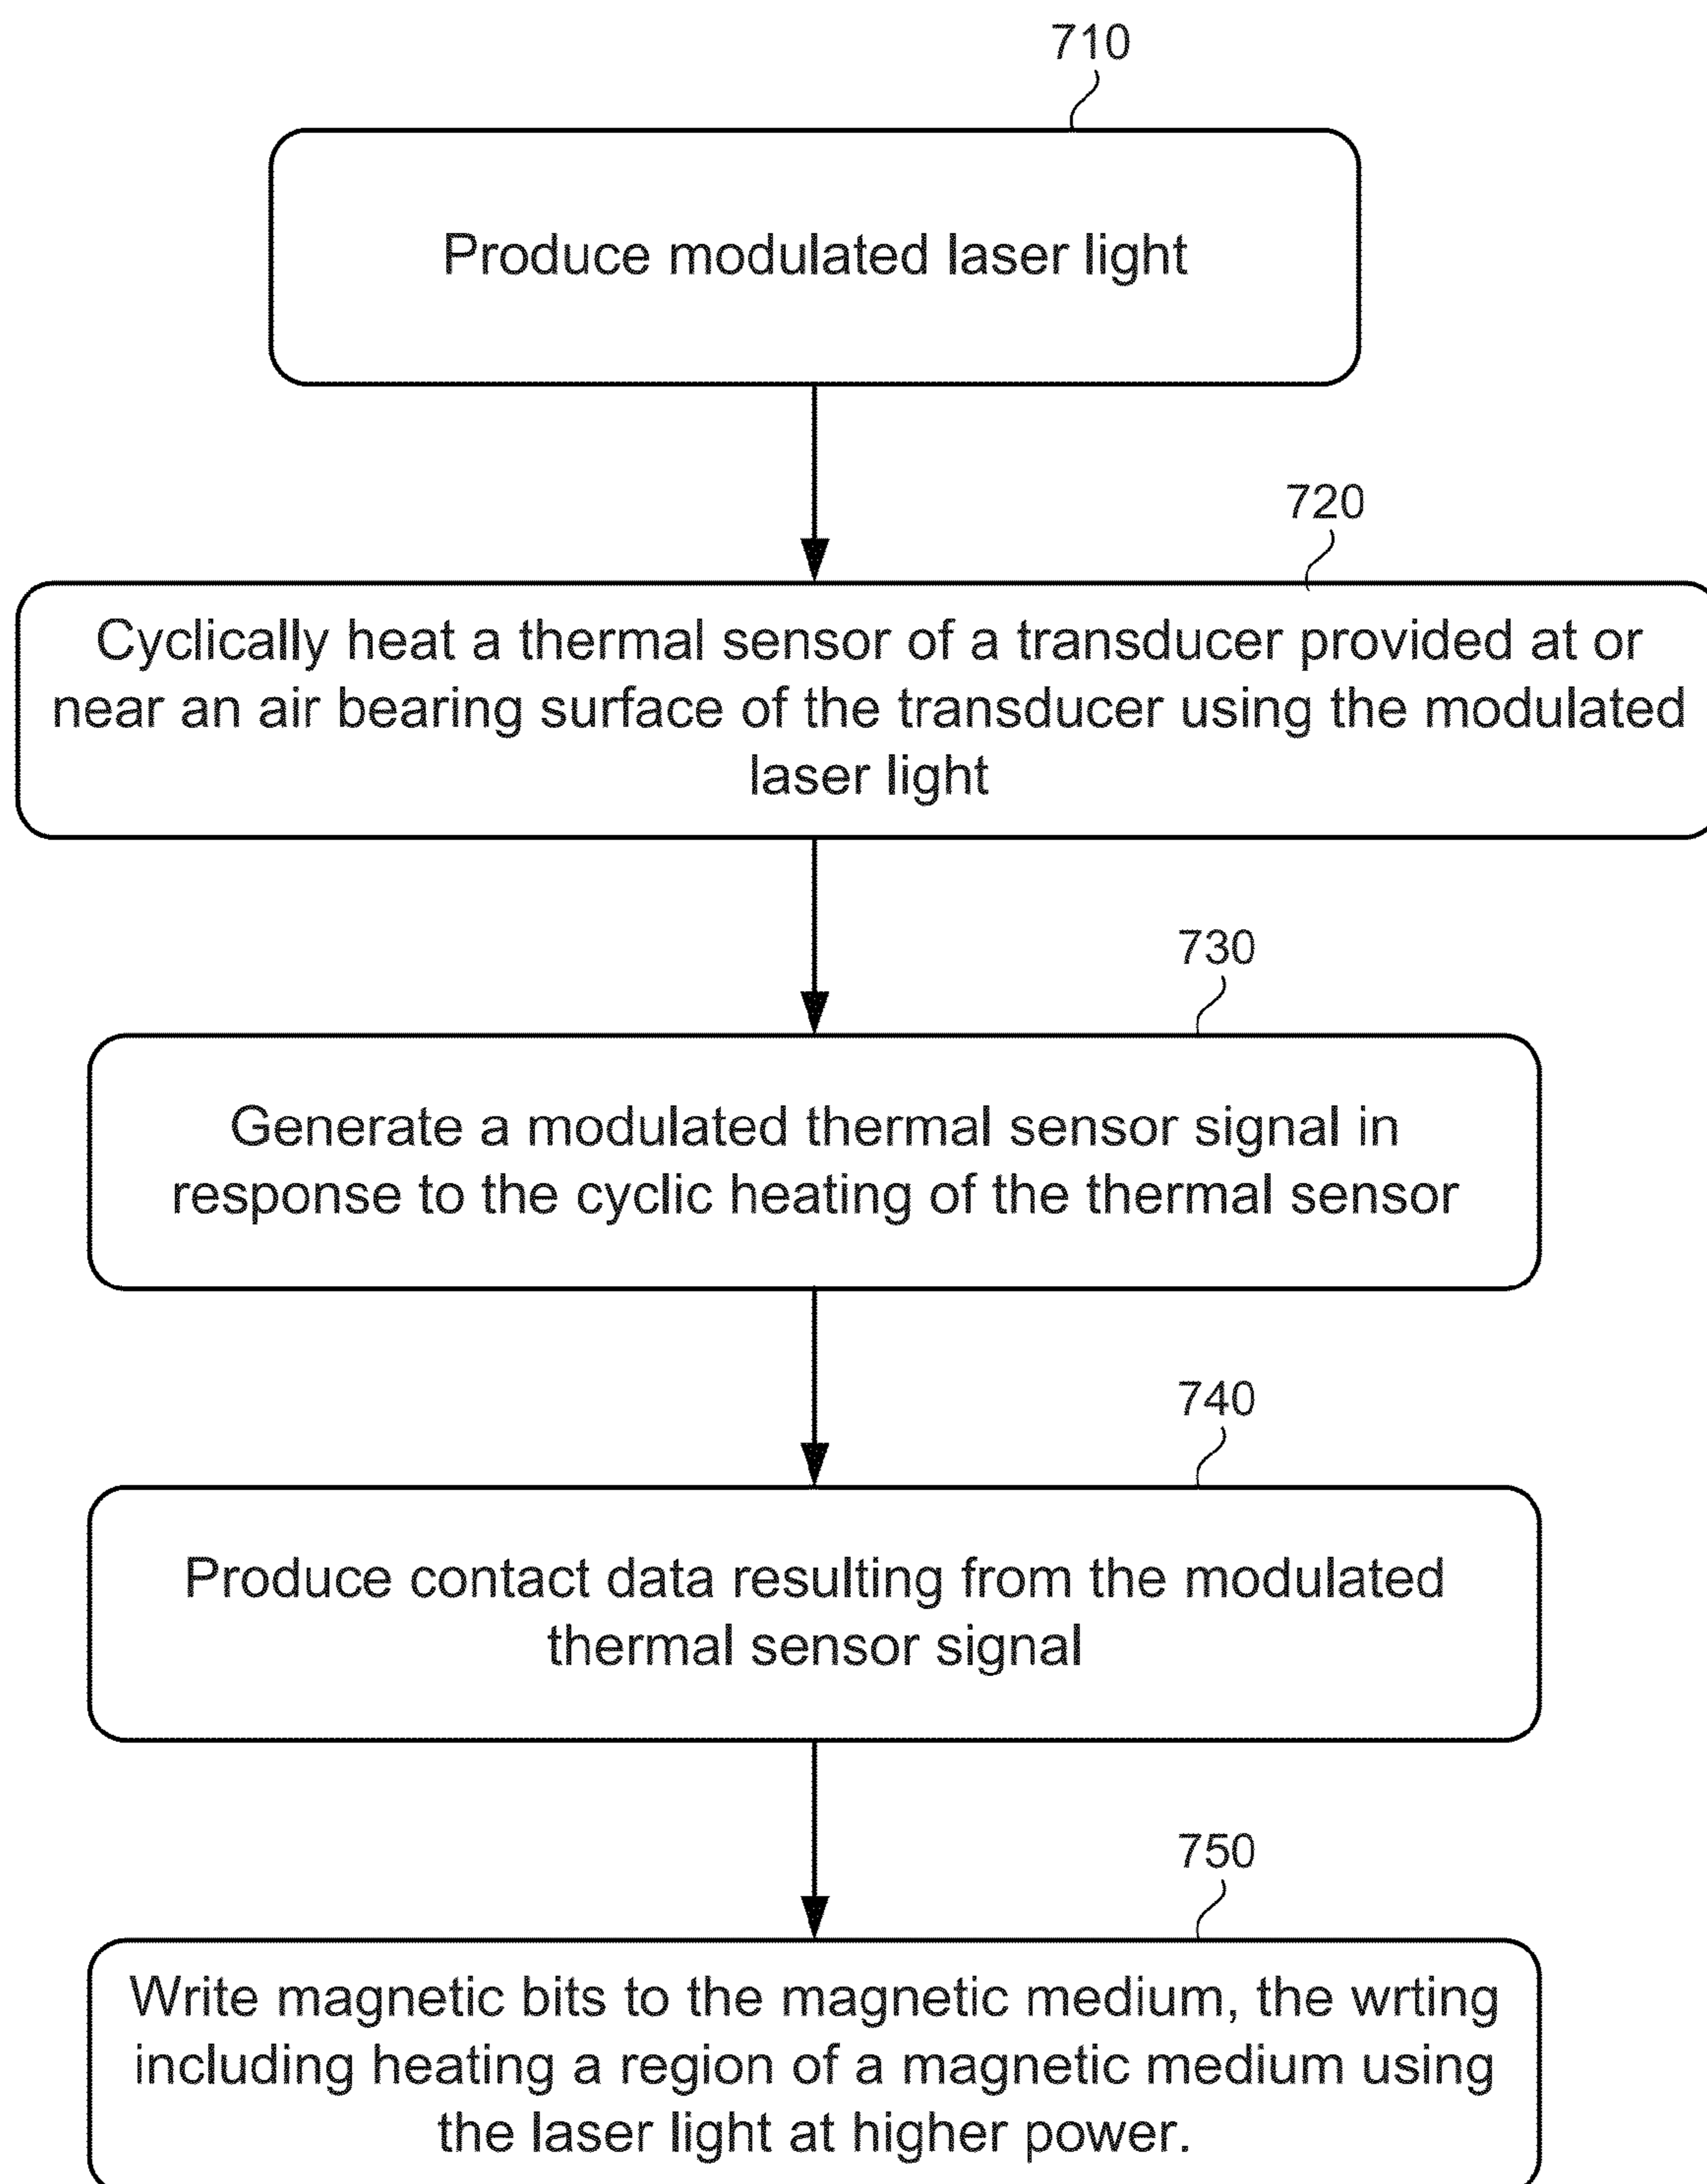 710
Produce modulated laser light
720
Cyclically heat a thermal sensor of a transducer provided at or
near an air bearing surface of the transducer using the modulated
laser light
730
Generate a modulated thermal sensor signal in
response to the cyclic heating of the thermal sensor
740
Produce contact data resulting from the modulated
thermal sensor signal
750
Write magnetic bits to the magnetic medium, the wrting
including heating a region of a magnetic medium using
the laser light at higher power.